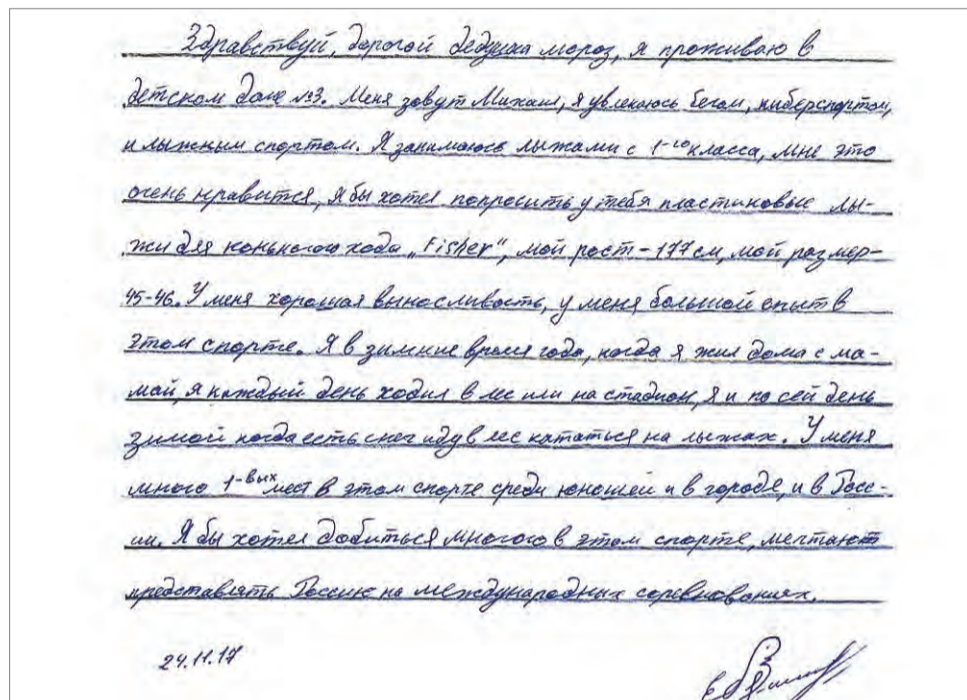 Здравствуй, дорогой дедушка мороз, я проживаю в
детском доме №3. Меня зовут Михаил, я увлекаюсь бегом, киберспортом,
и лыжным спортом. Я занимаюсь лыжами с 1-го класса, мне это
очень нравится, я бы хотел попросить у тебя пластиковые лы-
жи для конького хода „Fisher", мой рост - 177 см, мой размер-
45-46. У меня хорошая выносливость, у меня большой опыт в
этом спорте. Я в зимние время года, когда я жил дома с ма-
мой, я каждый день ходил в лес или на стадион, я и по сей день
зимой когда есть снег иду в лес кататься на лыжах. У меня
много 1-вых мест в этом спорте среди юношей и в городе, и в Росс-
ии. Я бы хотел добиться многого в этом спорте, мечтают
представлять Россию на международных соревнованиях.
24.11.17